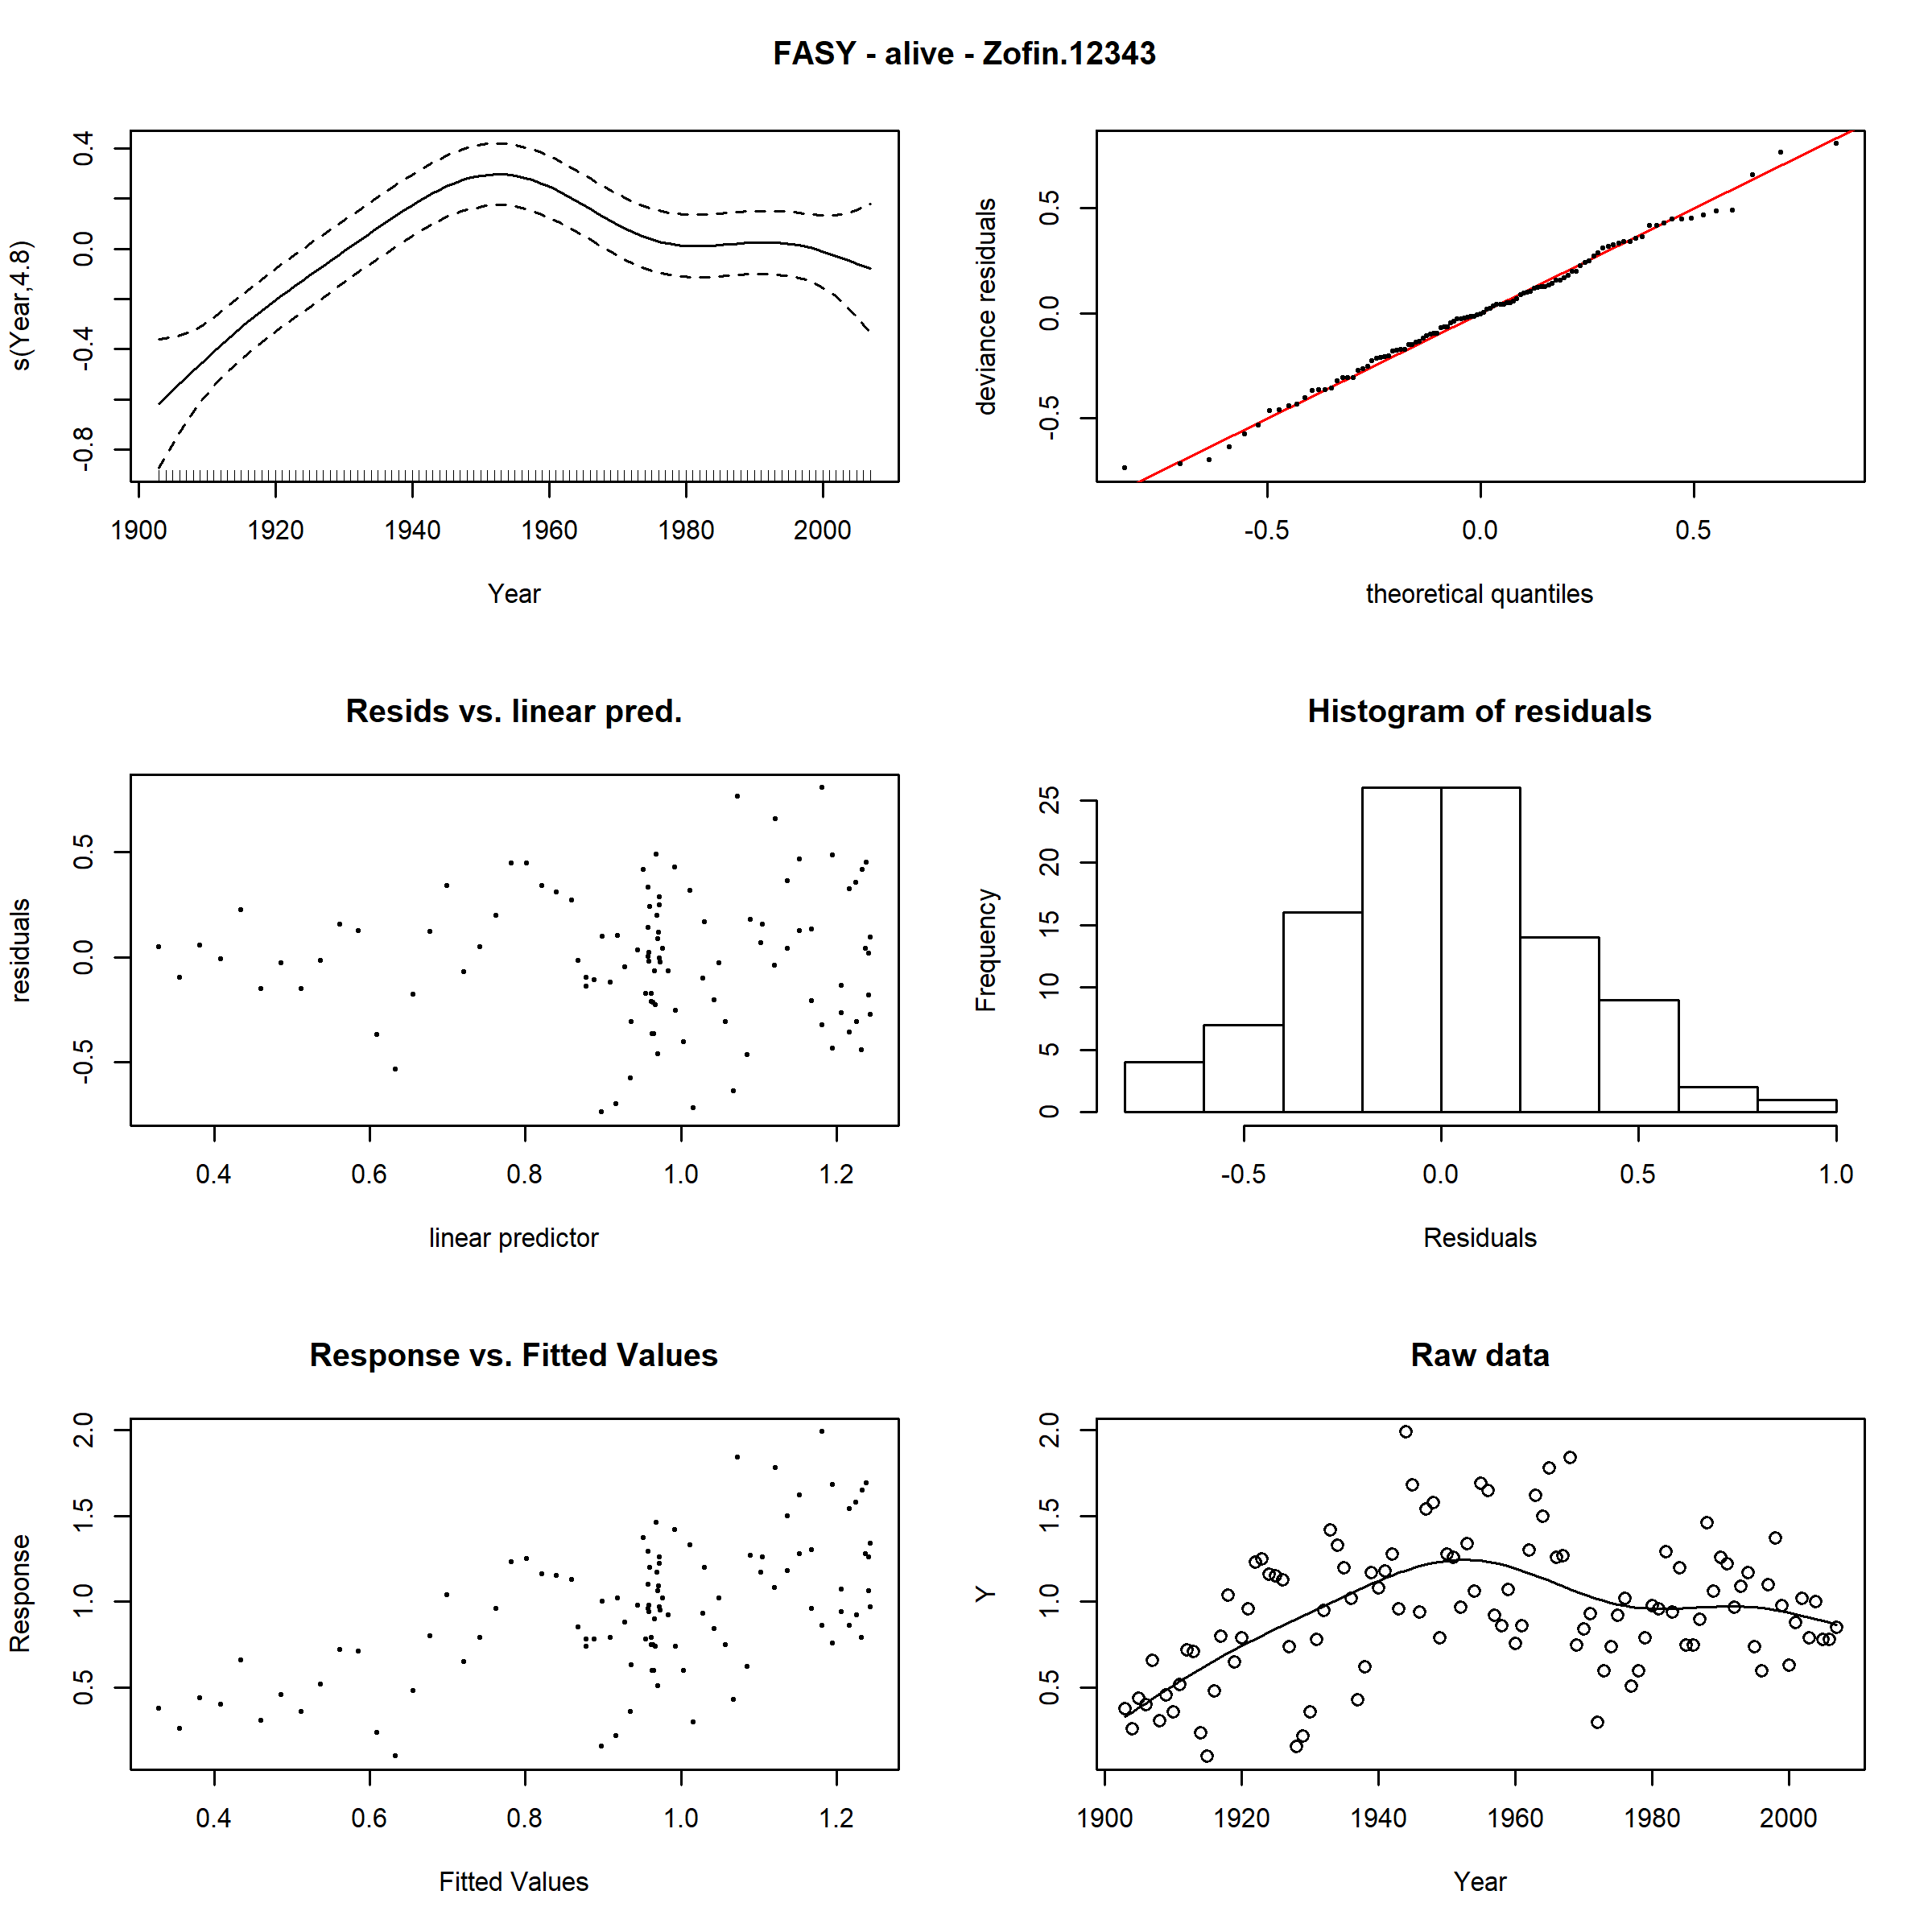 FASY - alive - Zofin.12343
s(Year,4.8)
-0.8 -0.4 0.0 0.4
1900 1920 1940 1960 1980 2000
Year
deviance residuals
-0.5 0.0 0.5
-0.5 0.0 0.5
theoretical quantiles
Resids vs. linear pred.
residuals
-0.5 0.0 0.5
0.4 0.6 0.8 1.0 1.2
linear predictor
Histogram of residuals
Frequency
0 5 10 15 20 25
-0.5 0.0 0.5 1.0
Residuals
Response vs. Fitted Values
Response
0.5 1.0 1.5 2.0
0.4 0.6 0.8 1.0 1.2
Fitted Values
Raw data
Y
0.5 1.0 1.5 2.0
1900 1920 1940 1960 1980 2000
Year